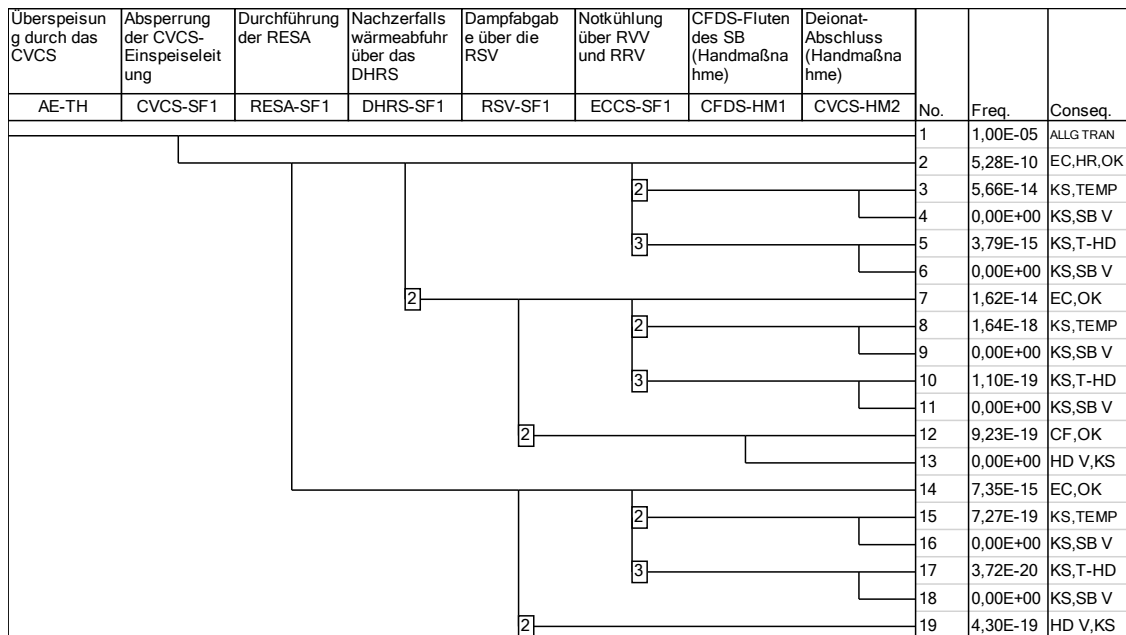 Überspeisun
g durch das
CVCS
Absperrung
der CVCS-
Einspeiseleit
ung
Durchführung
der RESA
Nachzerfalls
wärmeabfuhr
über das
DHRS
Dampfabgab
e über die
RSV
Notkühlung
über RVV
und RRV
CFDS-Fluten
des SB
(Handmaßna
hme)
Deionat-
Abschluss
(Handmaßna
hme)
AE-TH CVCS-SF1 RESA-SF1 DHRS-SF1 RSV-SF1 ECCS-SF1 CFDS-HM1 CVCS-HM2 No. Freq. Conseq.
1 1,00E-05 ALLG TRAN
2 5,28E-10 EC,HR,OK
2 3 5,66E-14 KS,TEMP
4 0,00E+00 KS,SB V
3 5 3,79E-15 KS,T-HD
6 0,00E+00 KS,SB V
2 7 1,62E-14 EC,OK
2 8 1,64E-18 KS,TEMP
9 0,00E+00 KS,SB V
3 10 1,10E-19 KS,T-HD
11 0,00E+00 KS,SB V
2 12 9,23E-19 CF,OK
13 0,00E+00 HD V,KS
14 7,35E-15 EC,OK
2 15 7,27E-19 KS,TEMP
16 0,00E+00 KS,SB V
3 17 3,72E-20 KS,T-HD
18 0,00E+00 KS,SB V
2 19 4,30E-19 HD V,KS